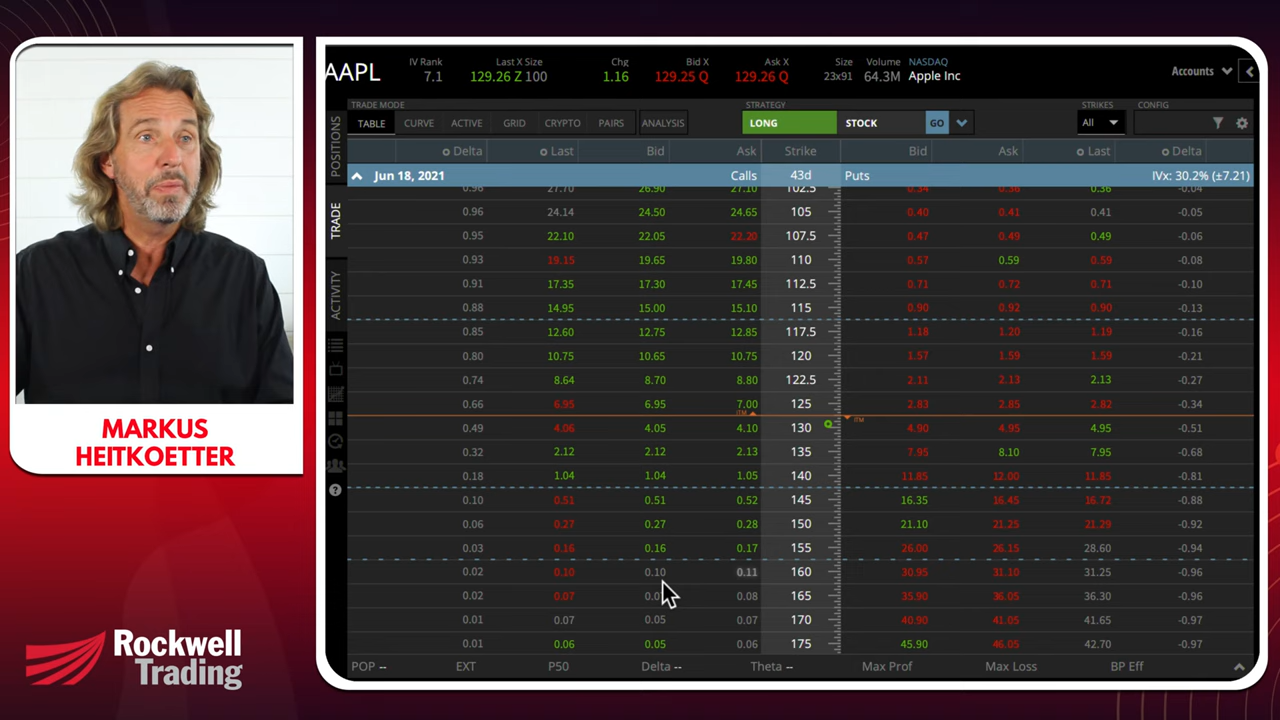 AAPL
IV Rank Last X Size Chg Bid X Ask X Size Volume NASDAQ
7.1 129.26 Z 100 1.16 129.25 Q 129.26 Q 23x91 64.3M Apple Inc
Accounts
TRADE MODE STRATEGY STRIKES CONFIG
TABLE CURVE ACTIVE GRID CRYPTO PAIRS ANALYSIS LONG STOCK GO All
POSITIONS
TRADE
ACTIVITY
Delta Last Bid Ask Strike Bid Ask Last Delta
Jun 18, 2021 Calls 43d Puts IVx: 30.2% (±7.21)
0.96 27.70 26.90 27.10 102.5 0.34 0.36 0.36 -0.04
0.96 24.14 24.50 24.65 105 0.40 0.41 0.41 -0.05
0.95 22.10 22.05 22.20 107.5 0.47 0.49 0.49 -0.06
0.93 19.15 19.65 19.80 110 0.57 0.59 0.59 -0.08
0.91 17.35 17.30 17.45 112.5 0.71 0.72 0.71 -0.10
0.88 14.95 15.00 15.10 115 0.90 0.92 0.90 -0.13
0.85 12.60 12.75 12.85 117.5 1.18 1.20 1.19 -0.16
0.80 10.75 10.65 10.75 120 1.57 1.59 1.59 -0.21
0.74 8.64 8.70 8.80 122.5 2.11 2.13 2.13 -0.27
0.66 6.95 6.95 7.00 125 2.83 2.85 2.82 -0.34
ITM ITM
0.49 4.06 4.05 4.10 130 4.90 4.95 4.95 -0.51
0.32 2.12 2.12 2.13 135 7.95 8.10 7.95 -0.68
0.18 1.04 1.04 1.05 140 11.85 12.00 11.85 -0.81
0.10 0.51 0.51 0.52 145 16.35 16.45 16.72 -0.88
0.06 0.27 0.27 0.28 150 21.10 21.25 21.29 -0.92
0.03 0.16 0.16 0.17 155 26.00 26.15 28.60 -0.94
0.02 0.10 0.10 0.11 160 30.95 31.10 31.25 -0.96
0.02 0.07 0.08 165 35.90 36.05 36.30 -0.96
0.01 0.07 0.05 0.07 170 40.90 41.05 41.65 -0.97
0.01 0.06 0.05 0.06 175 45.90 46.05 42.70 -0.97
POP -- EXT P50 Delta -- Theta -- Max Prof Max Loss BP Eff
MARKUS
HEITKOETTER
Rockwell
Trading